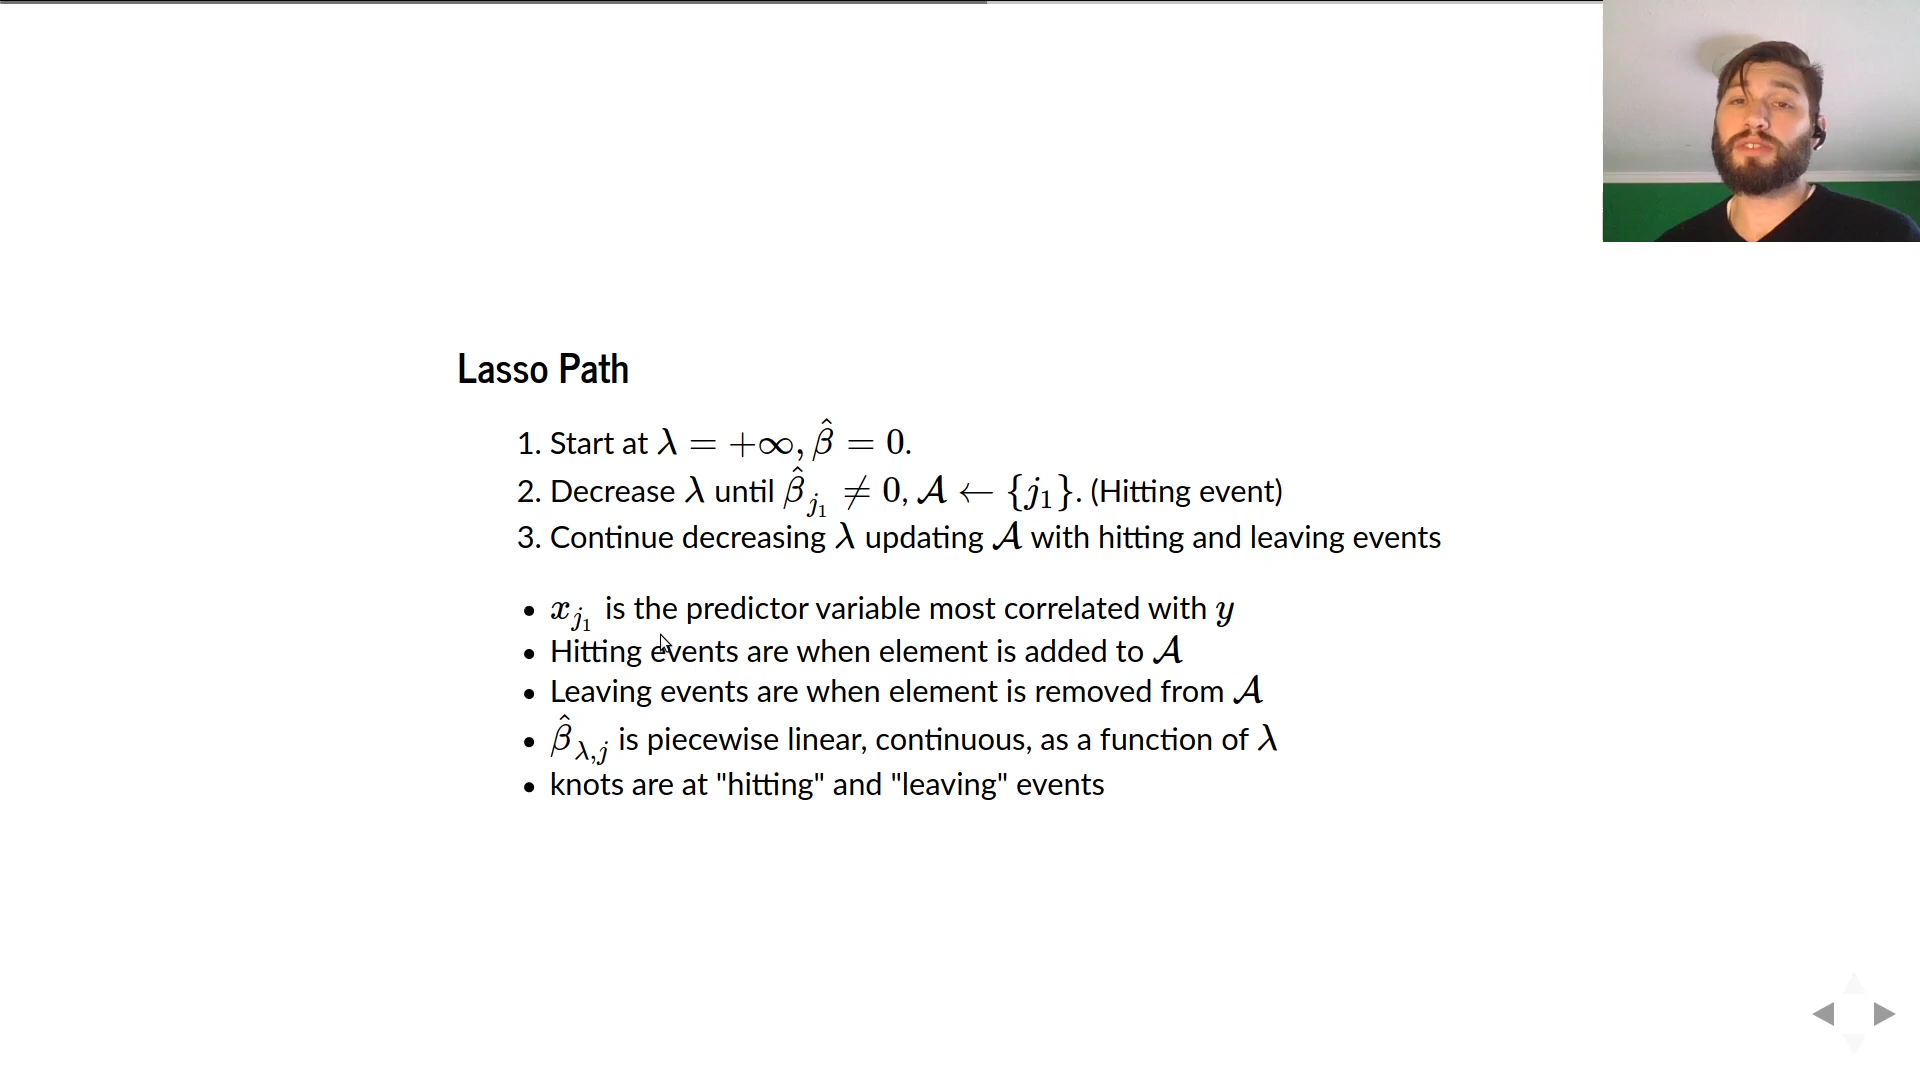 Lasso Path
1. Start at λ = +∞, β̂ = 0.
2. Decrease λ until β̂_{j₁} ≠ 0, 𝒜 ← {j₁}. (Hitting event)
3. Continue decreasing λ updating 𝒜 with hitting and leaving events
• x_{j₁} is the predictor variable most correlated with y
• Hitting events are when element is added to 𝒜
• Leaving events are when element is removed from 𝒜
• β̂_{λ,j} is piecewise linear, continuous, as a function of λ
• knots are at "hitting" and "leaving" events